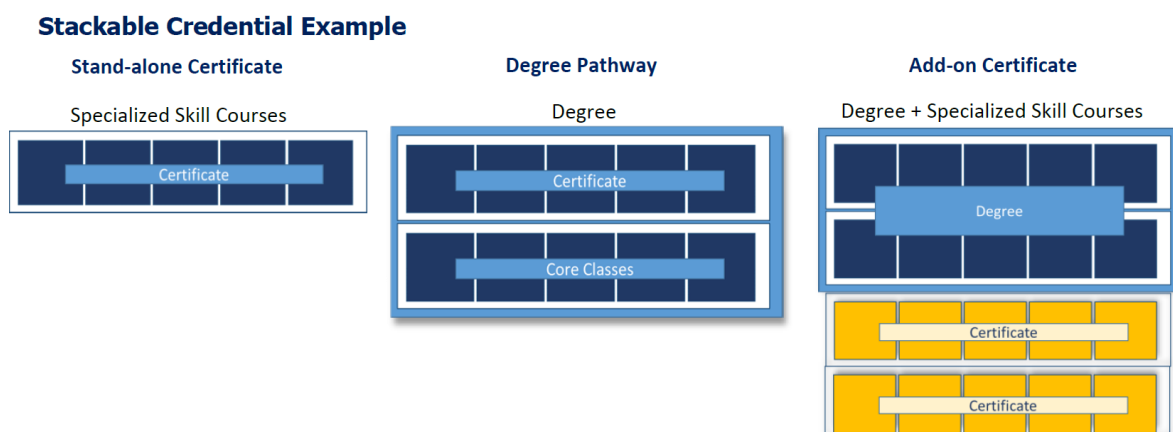 Stackable Credential Example
Stand-alone Certificate
Specialized Skill Courses
Certificate
Degree Pathway
Degree
Certificate
Core Classes
Add-on Certificate
Degree + Specialized Skill Courses
Degree
Certificate
Certificate